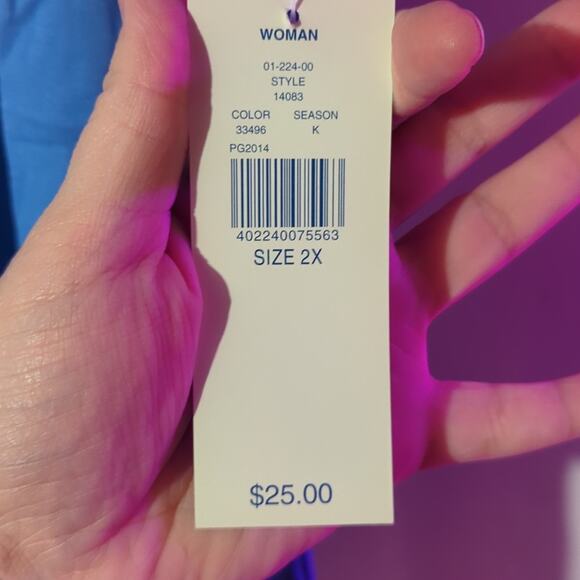 WOMAN
01-224-00
STYLE
14083
COLOR SEASON
33496 K
PG2014
402240075563
SIZE 2X
$25.00